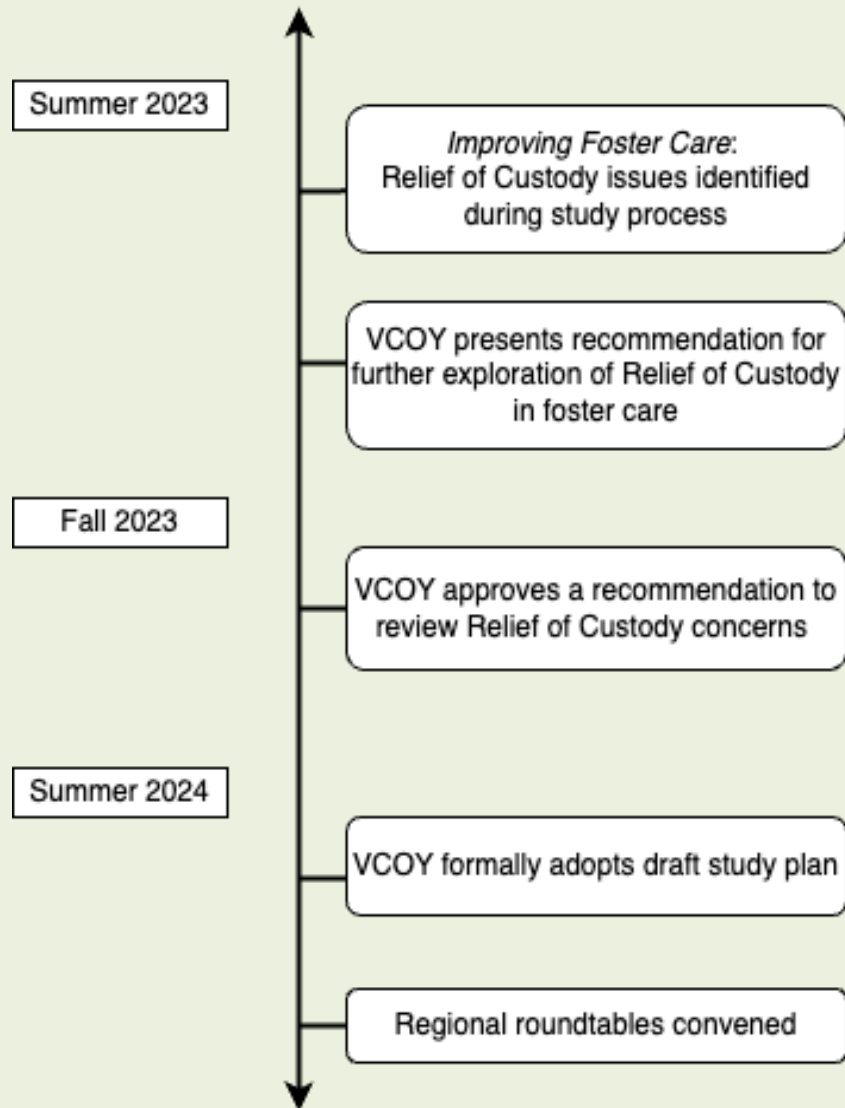 Summer 2023
Improving Foster Care:
Relief of Custody issues identified
during study process
VCOY presents recommendation for
further exploration of Relief of Custody
in foster care
Fall 2023
VCOY approves a recommendation to
review Relief of Custody concerns
Summer 2024
VCOY formally adopts draft study plan
Regional roundtables convened